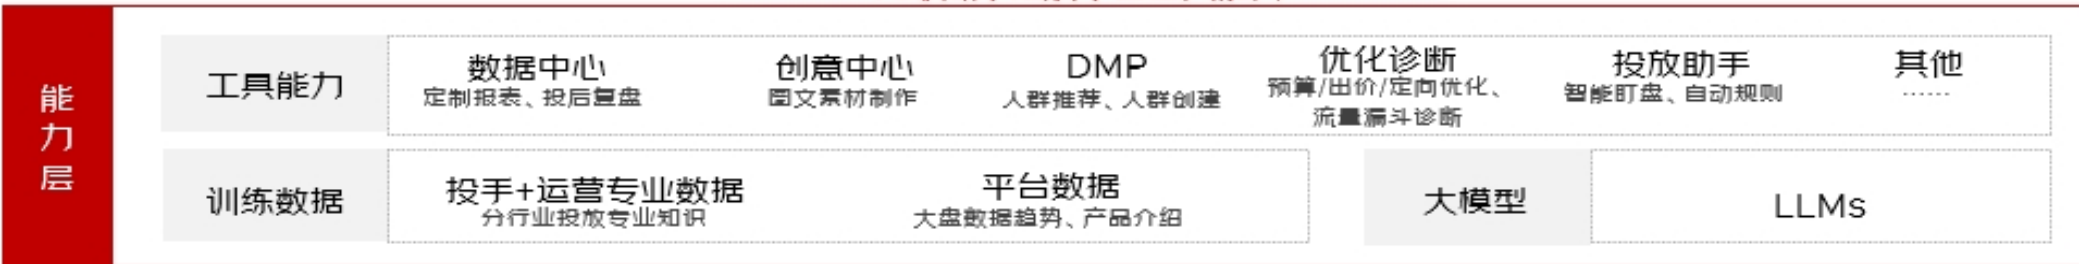 能力层
工具能力
数据中心
定制报表、投后复盘
创意中心
图文素材制作
DMP
人群推荐、人群创建
优化诊断
预算/出价/定向优化、
流量漏斗诊断
投放助手
智能盯盘、自动规则
其他
······
训练数据
投手+运营专业数据
分行业投放专业知识
平台数据
大盘数据趋势、产品介绍
大模型
LLMs